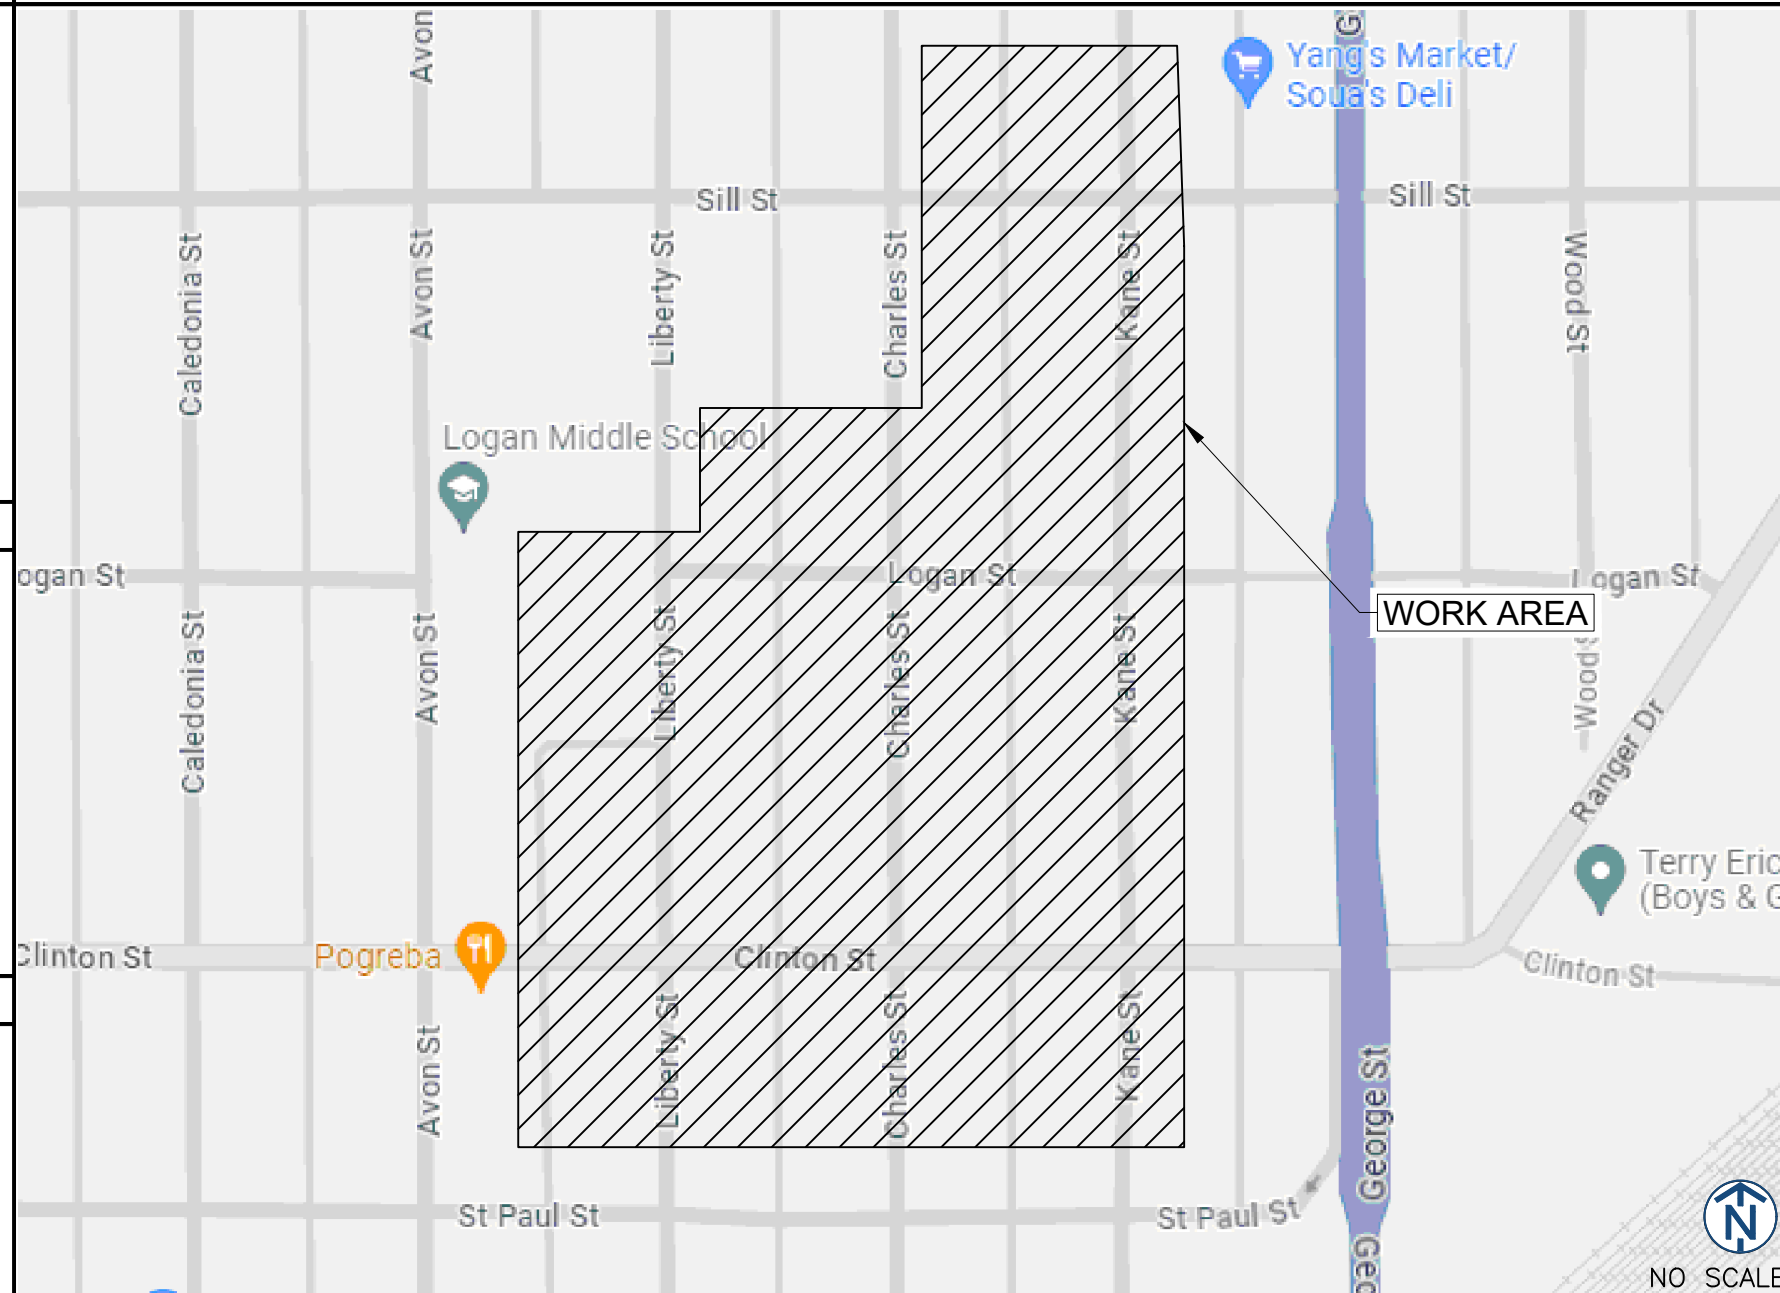 Avon
G
Yang's Market/
Soua's Deli
Sill St
Sill St
Caledonia St
Avon St
Liberty St
Charles St
Kane St
Wood St
Logan Middle School
ogan St
Logan St
Logan St
WORK AREA
Caledonia St
Avon St
Liberty St
Charles St
Kane St
Wood S
Ranger Dr
Terry Eric
(Boys & G
Clinton St
Pogreba
Clinton St
Clinton St
Avon St
Liberty St
Charles St
Kane St
George St
St Paul St
St Paul St
N
Geo
NO SCALE